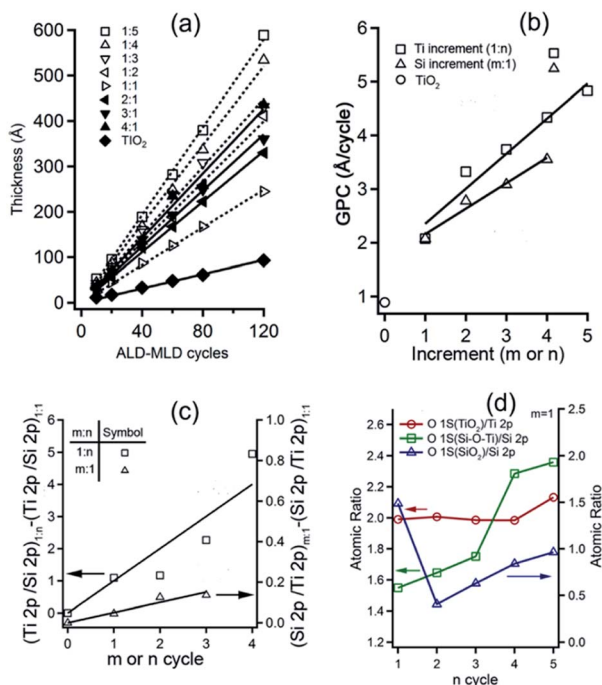 (a)
600
500
400
300
200
100
0
Thickness (Å)
1:5
1:4
1:3
1:2
1:1
2:1
3:1
4:1
TIO2
0
40
80
120
ALD-MLD cycles
(b)
6
5
4
3
2
1
GPC (Å/cycle)
Ti increment (1:n)
Si increment (m:1)
TiO2
0
1
2
3
4
5
Increment (m or n)
(c)
(Ti 2p /Si 2p)1:n-(Ti 2p /Si 2p)1:1
6
5
4
3
2
1
0
m:n
Symbol
1:n
m:1
1.0
0.8
0.6
0.4
0.2
0.0
(Si 2p /Ti 2p)m:1-(Si 2p /Ti 2p)1:1
0
1
2
3
4
m or n cycle
(d)
2.6
2.4
2.2
2.0
1.8
1.6
1.4
1.2
Atomic Ratio
O 1S(TiO2)/Ti 2p
O 1S(Si-O-Ti)/Si 2p
O 1S(SiO2)/Si 2p
m=1
2.5
2.0
1.5
1.0
0.5
0.0
Atomic Ratio
1
2
3
4
5
n cycle